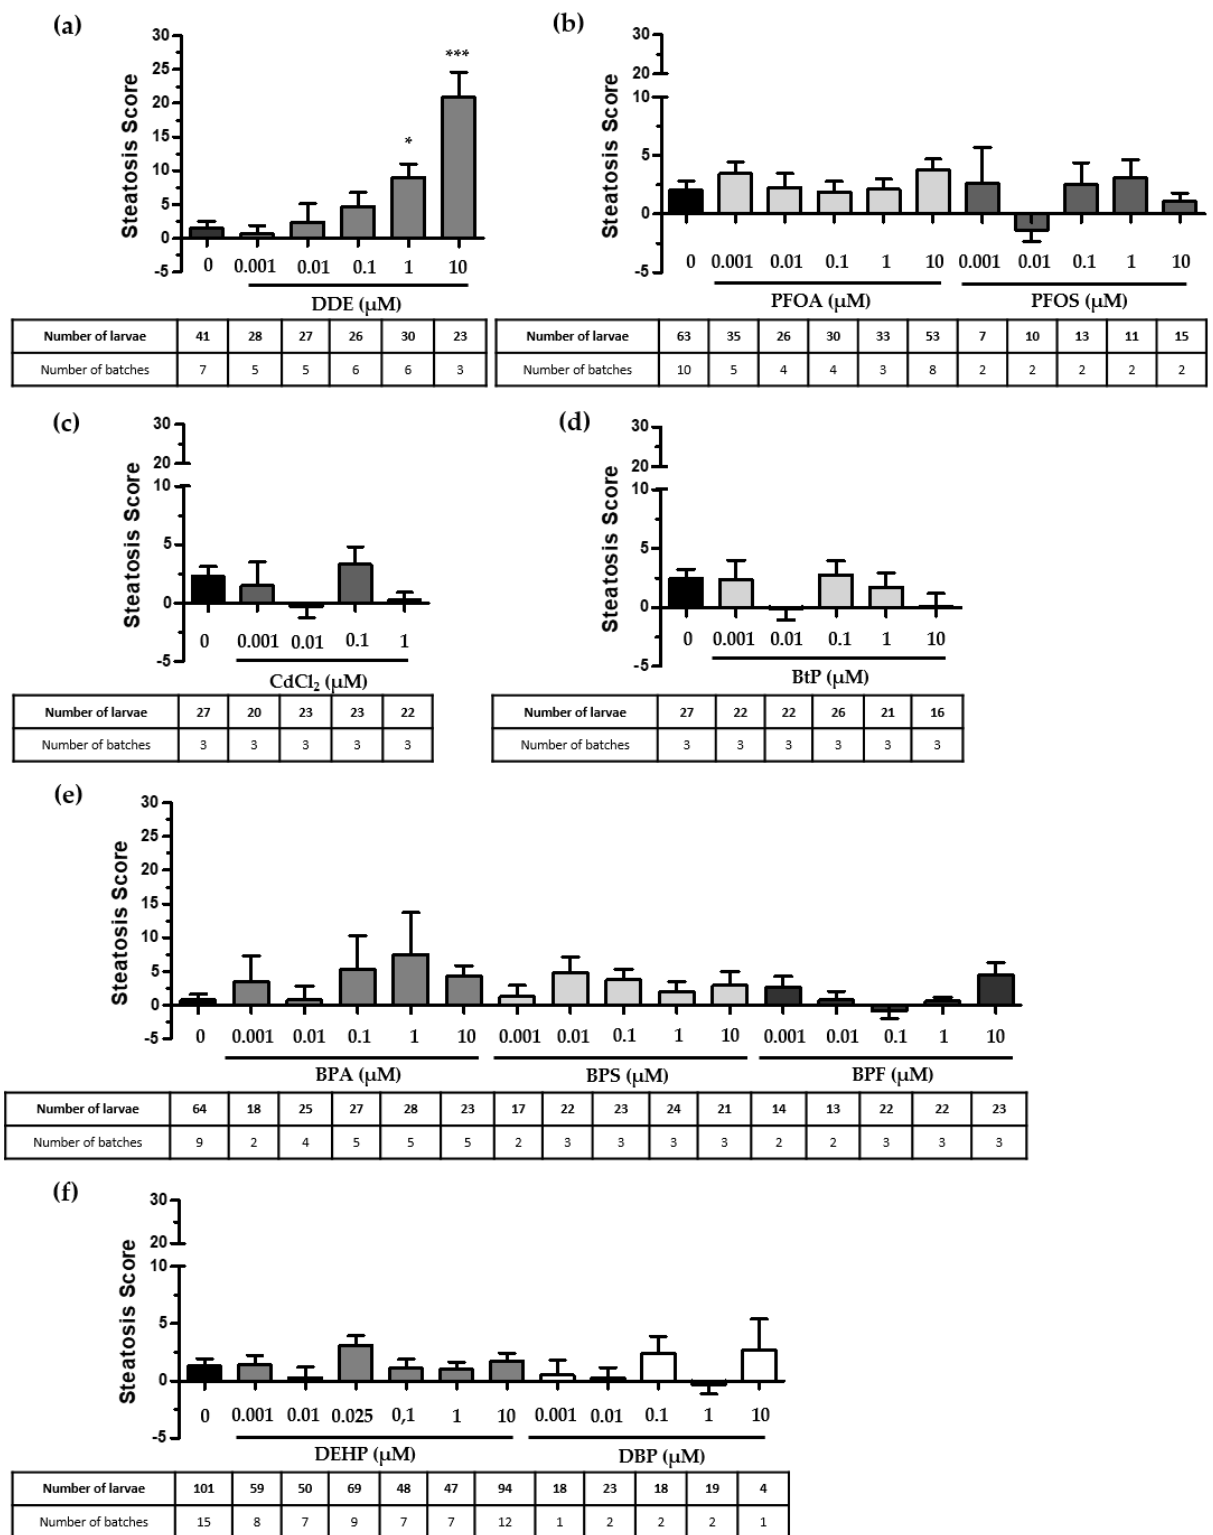 (a)
Steatosis Score
30
25
20
15
10
5
0
-5
*
***
0 0.001 0.01 0.1 1 10
DDE (μM)
Number of larvae 41 28 27 26 30 23
Number of batches 7 5 5 6 6 3
(b)
Steatosis Score
30
20
10
5
0
-5
0 0.001 0.01 0.1 1 10 0.001 0.01 0.1 1 10
PFOA (μM) PFOS (μM)
Number of larvae 63 35 26 30 33 53 7 10 13 11 15
Number of batches 10 5 4 4 3 8 2 2 2 2 2
(c)
Steatosis Score
30
20
10
5
0
-5
0 0.001 0.01 0.1 1
CdCl₂ (μM)
Number of larvae 27 20 23 23 22
Number of batches 3 3 3 3 3
(d)
Steatosis Score
30
20
10
5
0
-5
0 0.001 0.01 0.1 1 10
BtP (μM)
Number of larvae 27 22 22 26 21 16
Number of batches 3 3 3 3 3 3
(e)
Steatosis Score
30
25
20
15
10
5
0
-5
0 0.001 0.01 0.1 1 10 0.001 0.01 0.1 1 10 0.001 0.01 0.1 1 10
BPA (μM) BPS (μM) BPF (μM)
Number of larvae 64 18 25 27 28 23 17 22 23 24 21 14 13 22 22 23
Number of batches 9 2 4 5 5 5 2 3 3 3 3 2 2 3 3 3
(f)
Steatosis Score
30
20
10
5
0
-5
0 0.001 0.01 0.025 0,1 1 10 0.001 0.01 0.1 1 10
DEHP (μM) DBP (μM)
Number of larvae 101 59 50 69 48 47 94 18 23 18 19 4
Number of batches 15 8 7 9 7 7 12 1 2 2 2 1